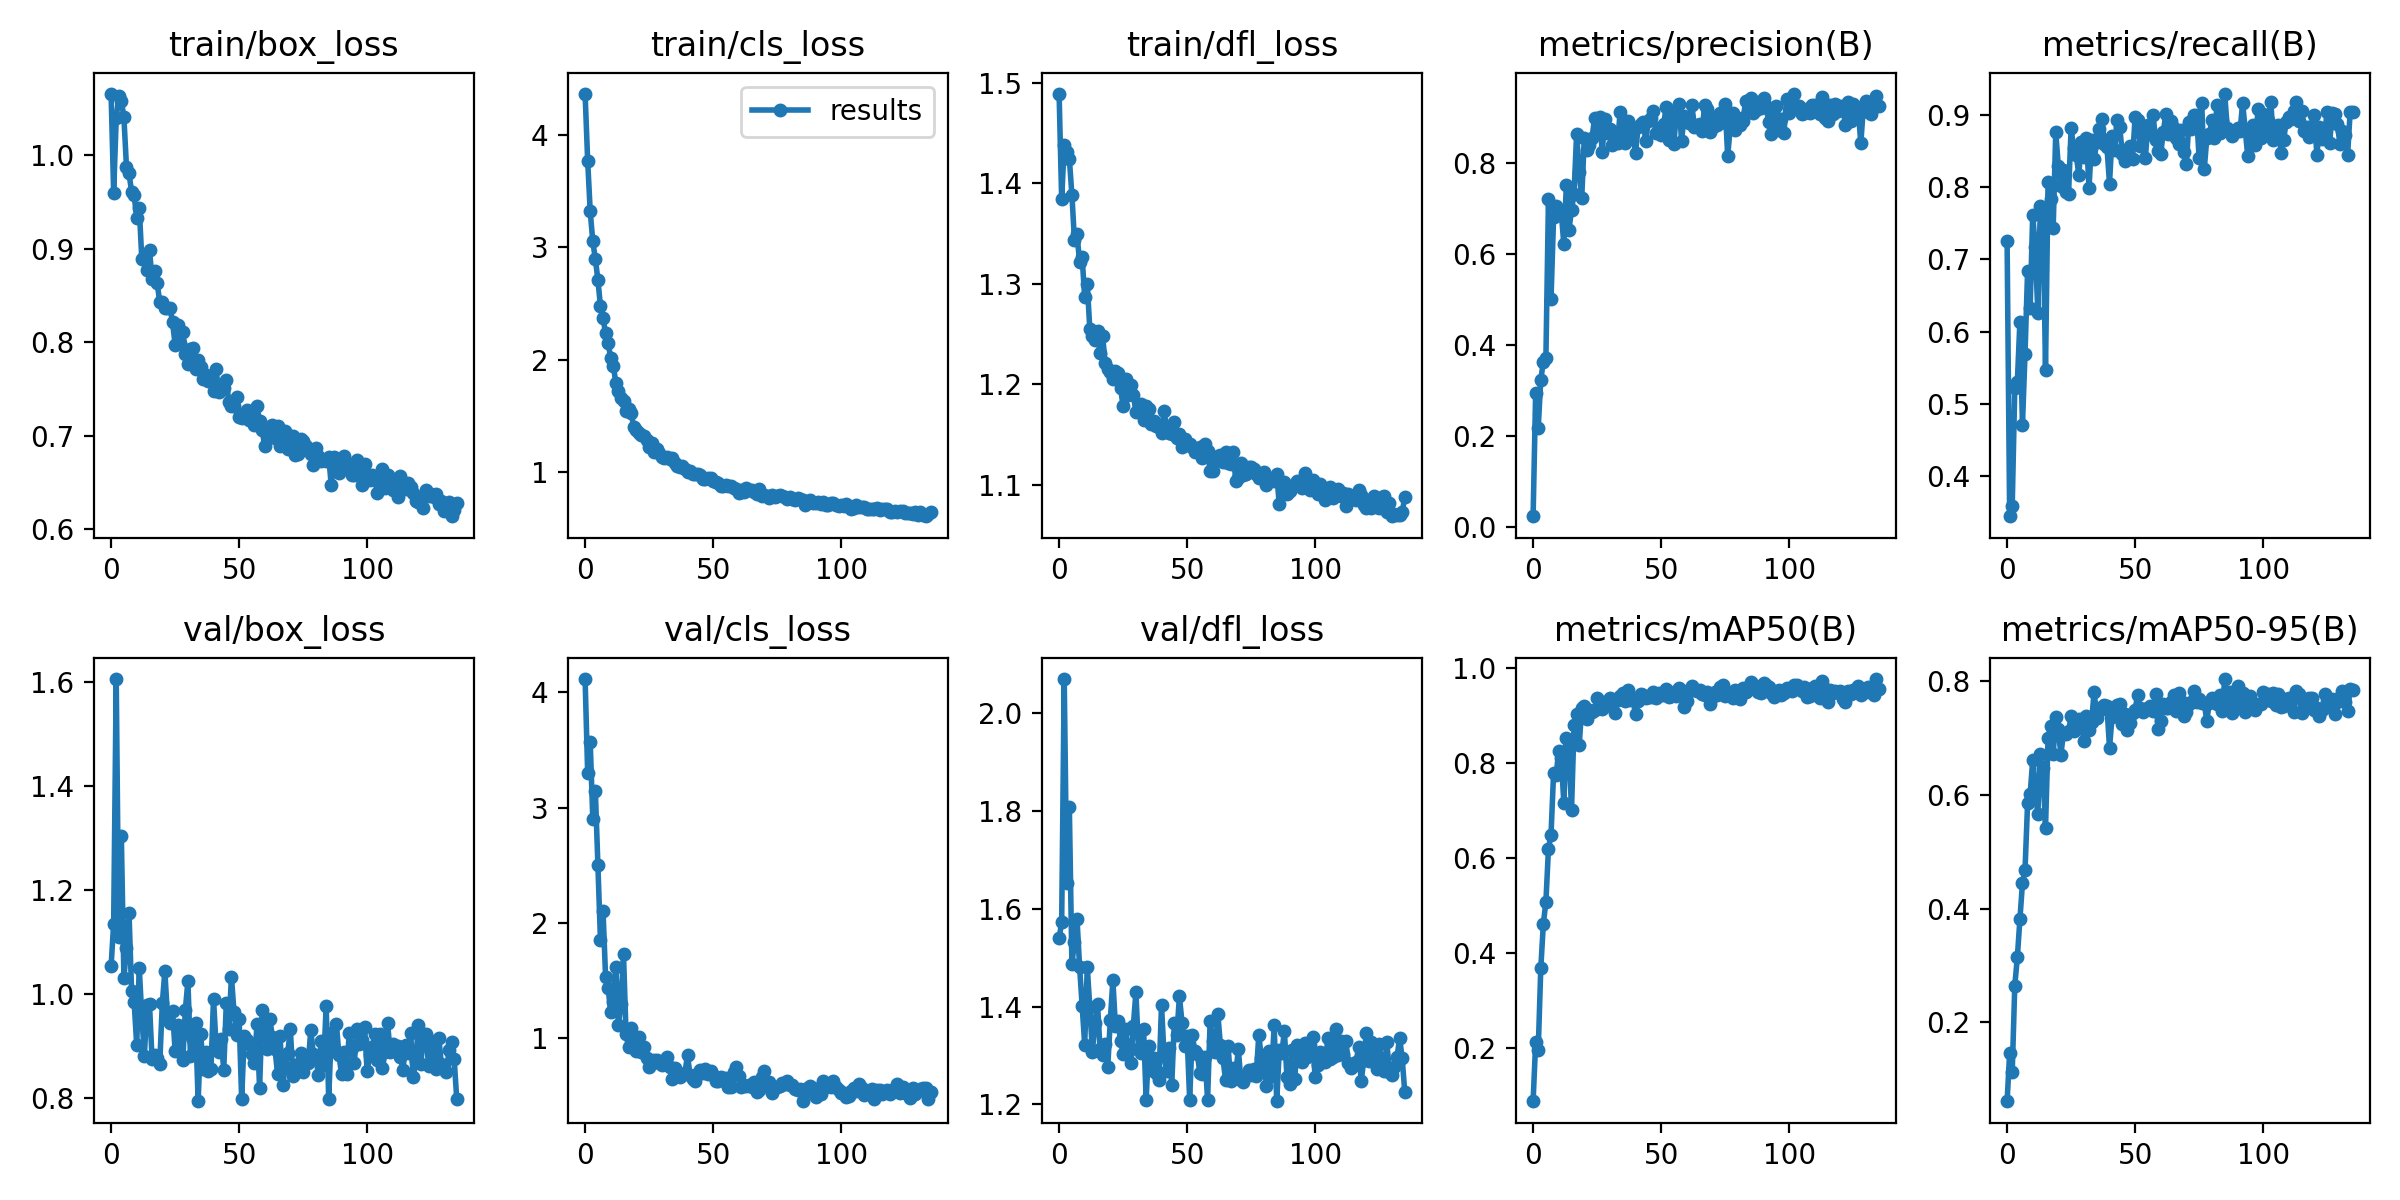 train/box_loss
train/cls_loss
train/dfl_loss
metrics/precision(B)
metrics/recall(B)
1.0
0.9
0.8
0.7
0.6
0 50 100
results
4
3
2
1
0 50 100
1.5
1.4
1.3
1.2
1.1
0 50 100
0.8
0.6
0.4
0.2
0.0
0 50 100
0.9
0.8
0.7
0.6
0.5
0.4
0 50 100
val/box_loss
val/cls_loss
val/dfl_loss
metrics/mAP50(B)
metrics/mAP50-95(B)
1.6
1.4
1.2
1.0
0.8
0 50 100
4
3
2
1
0 50 100
2.0
1.8
1.6
1.4
1.2
0 50 100
1.0
0.8
0.6
0.4
0.2
0 50 100
0.8
0.6
0.4
0.2
0 50 100